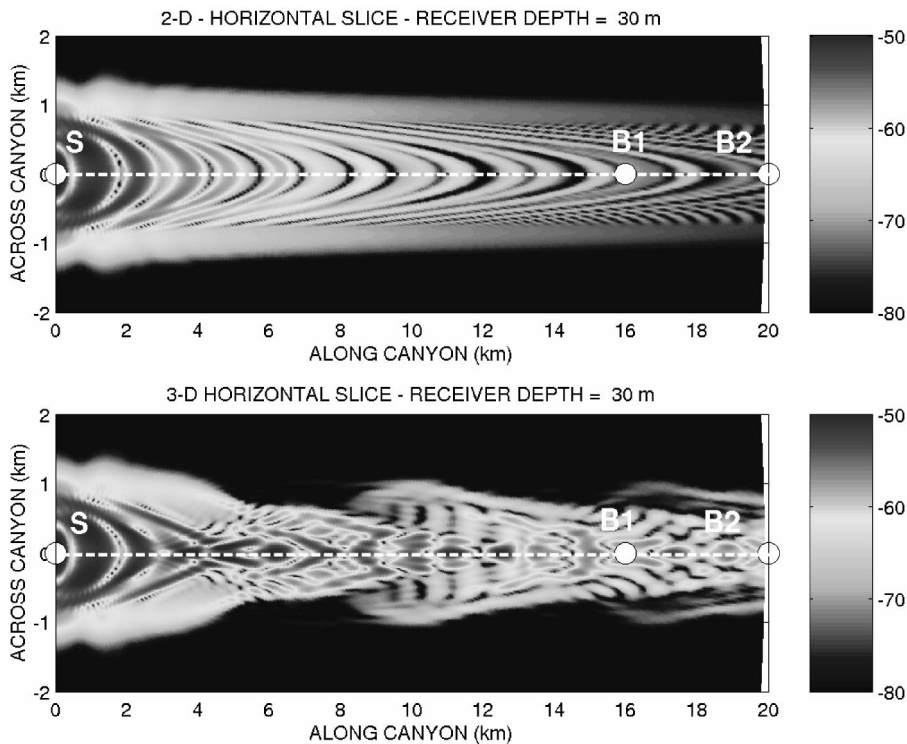 2-D - HORIZONTAL SLICE - RECEIVER DEPTH = 30 m
2
1
0
-1
-2
ACROSS CANYON (km)
S
B1
B2
0 2 4 6 8 10 12 14 16 18 20
ALONG CANYON (km)
-50
-60
-70
-80
3-D HORIZONTAL SLICE - RECEIVER DEPTH = 30 m
2
1
0
-1
-2
ACROSS CANYON (km)
S
B1
B2
0 2 4 6 8 10 12 14 16 18 20
ALONG CANYON (km)
-50
-60
-70
-80